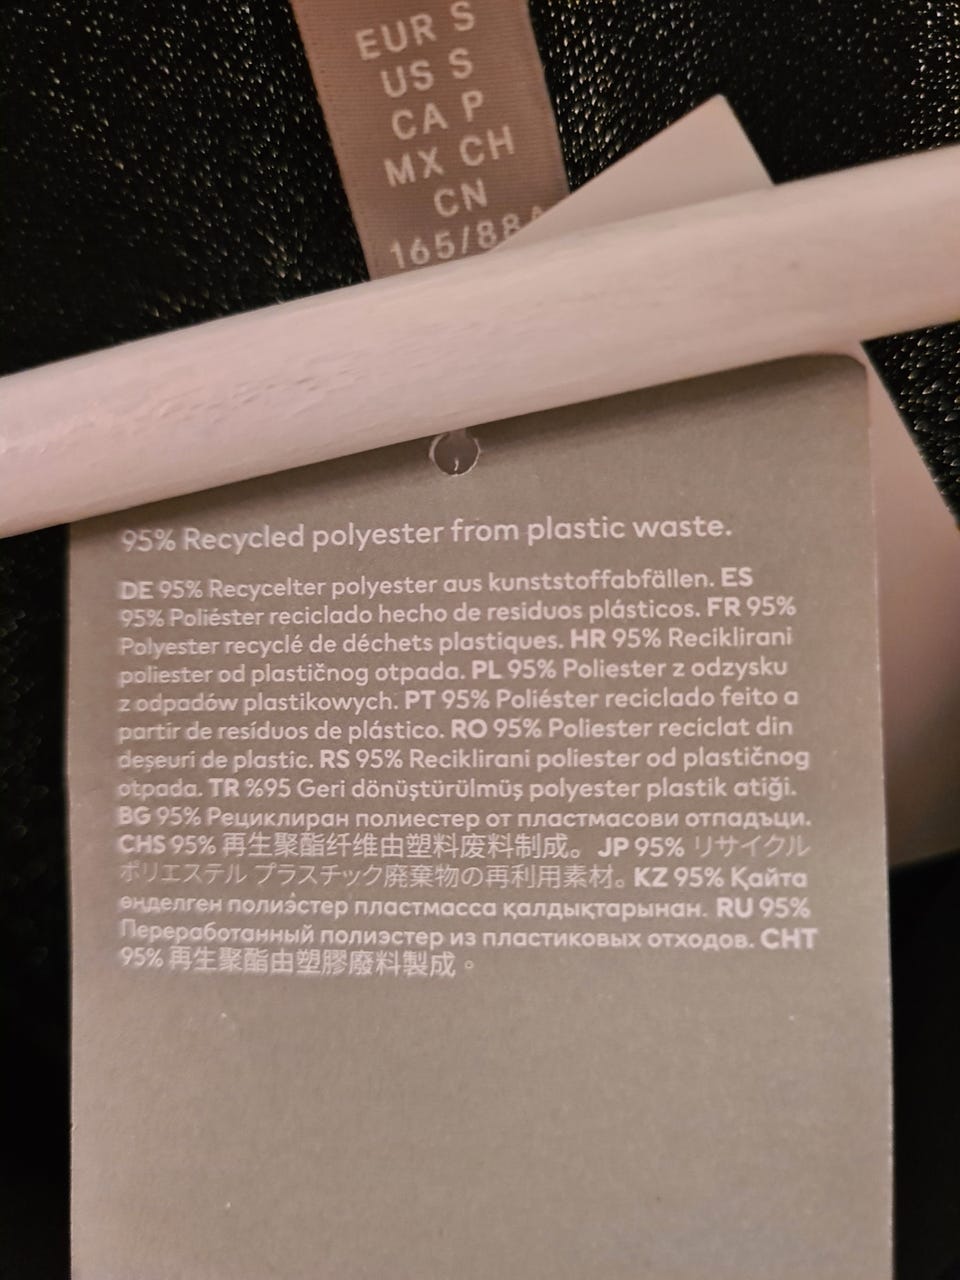 EUR S
US S
CA P
MX CH
CN
165/88A
95% Recycled polyester from plastic waste.
DE 95% Recycelter polyester aus kunststoffabfällen. ES
95% Poliéster reciclado hecho de residuos plásticos. FR 95%
Polyester recyclé de déchets plastiques. HR 95% Reciklirani
poliester od plastičnog otpada. PL 95% Poliester z odzysku
z odpadów plastikowych. PT 95% Poliéster reciclado feito a
partir de resíduos de plástico. RO 95% Poliester reciclat din
deșeuri de plastic. RS 95% Reciklirani poliester od plastičnog
otpada. TR %95 Geri dönüştürülmüş polyester plastik atiği.
BG 95% Рециклиран полиестер от пластмасови отпадъци.
CHS 95% 再生聚酯纤维由塑料废料制成。 JP 95% リサイクル
ポリエステル プラスチック廃棄物の再利用素材。 KZ 95% Қайта
өңделген полиэстер пластмасса қалдықтарынан. RU 95%
Переработанный полиэстер из пластиковых отходов. CHT
95% 再生聚酯由塑膠廢料製成。